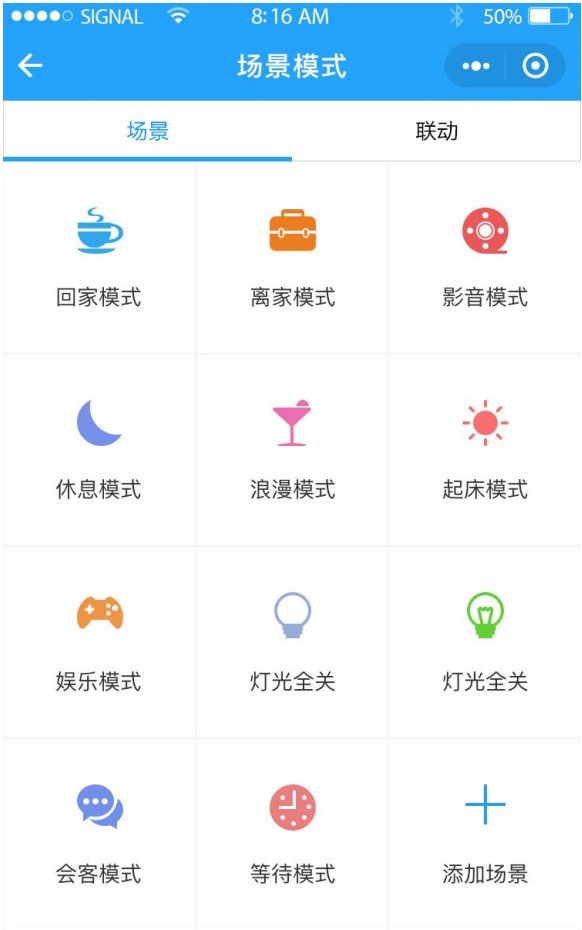 SIGNAL 8:16 AM 50%
场景模式
场景 联动
回家模式 离家模式 影音模式
休息模式 浪漫模式 起床模式
娱乐模式 灯光全关 灯光全关
会客模式 等待模式 添加场景